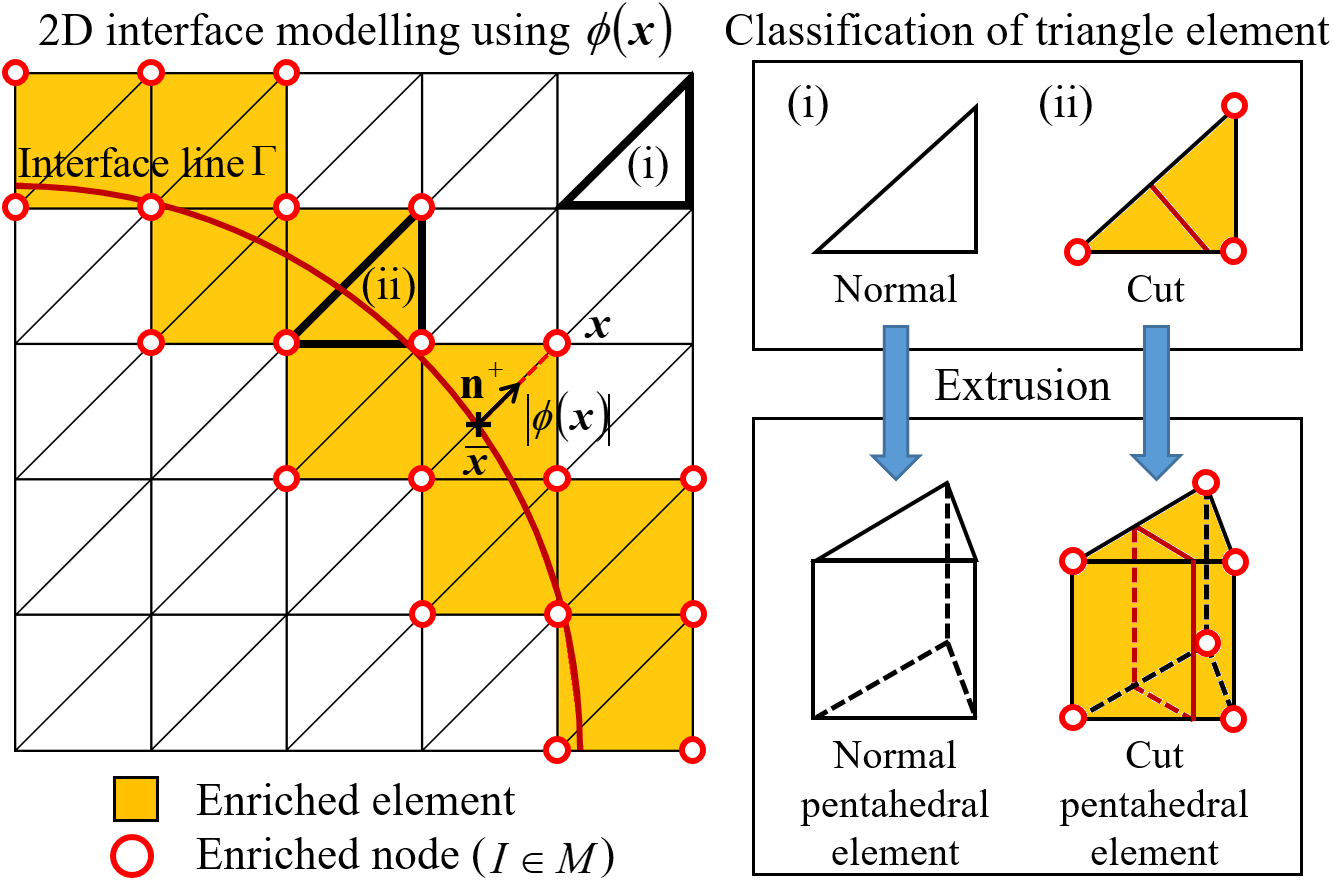 2D interface modelling using ϕ(x)
Interface line Γ
(i)
(ii)
x
n⁺
|ϕ(x)|
x̄
Enriched element
Enriched node (I ∈ M)
Classification of triangle element
(i)
(ii)
Normal
Cut
Extrusion
Normal
pentahedral
element
Cut
pentahedral
element